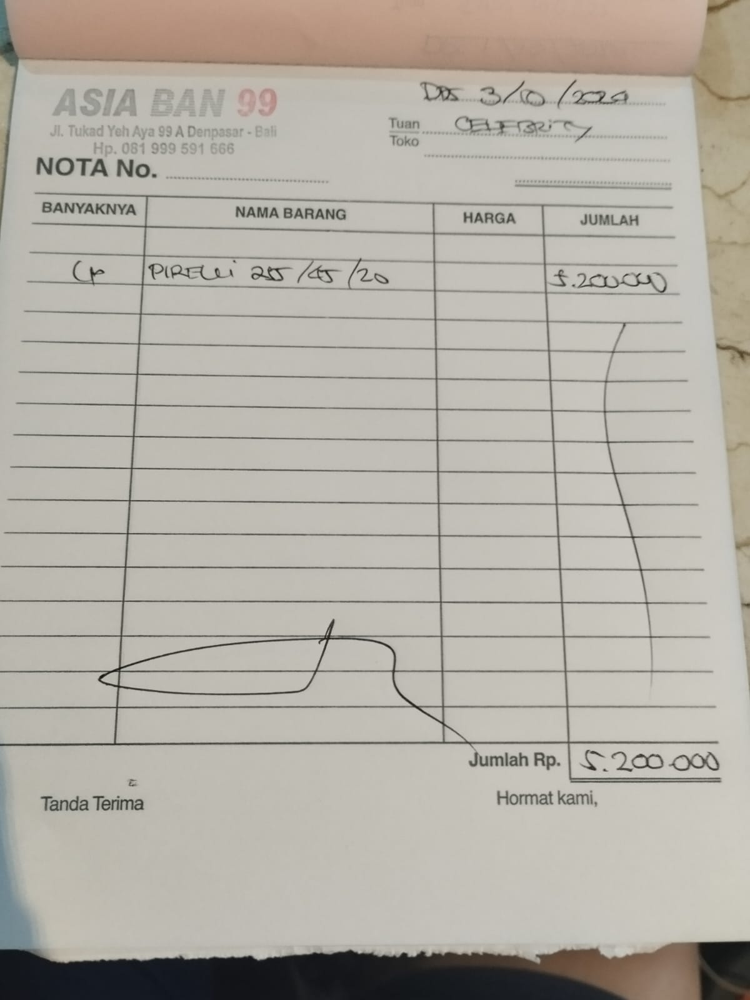 ASIA BAN 99
Jl. Tukad Yeh Aya 99 A Denpasar - Bali
Hp. 081 999 591 666
NOTA No.
DPS 3/10/2024
Tuan CELEBRITY
Toko
BANYAKNYA NAMA BARANG HARGA JUMLAH
PIRELLI 255/45/20 5.200.000
Jumlah Rp. 5.200.000
Tanda Terima Hormat kami,